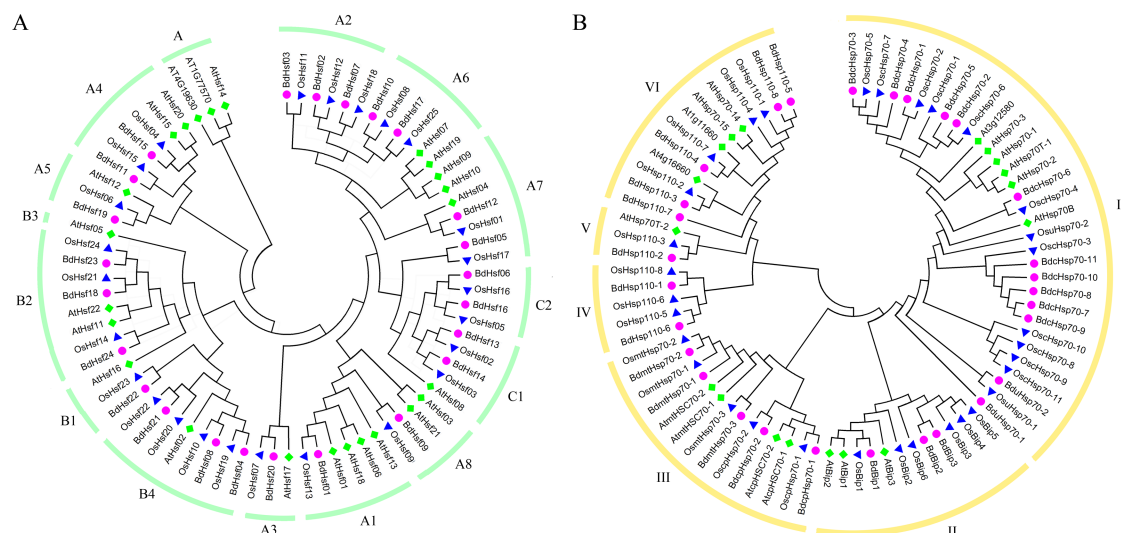 A
A2
A6
A7
C2
C1
A8
A1
A3
B4
B1
B2
B3
A5
A4
A
BdHsf03
OsHsf11
BdHsf02
OsHsf12
BdHsf07
OsHsf18
BdHsf10
OsHsf08
BdHsf17
OsHsf25
AtHsf07
AtHsf19
AtHsf09
AtHsf10
AtHsf04
BdHsf12
OsHsf01
BdHsf05
OsHsf17
BdHsf06
OsHsf16
BdHsf16
OsHsf05
BdHsf13
OsHsf02
BdHsf14
OsHsf03
AtHsf08
AtHsf03
AtHsf21
BdHsf09
OsHsf09
AtHsf13
AtHsf06
AtHsf18
AtHsf01
BdHsf01
OsHsf13
AtHsf17
BdHsf20
OsHsf07
BdHsf04
OsHsf19
BdHsf08
OsHsf10
AtHsf02
OsHsf20
BdHsf21
OsHsf22
BdHsf22
OsHsf23
AtHsf16
BdHsf24
OsHsf14
AtHsf11
AtHsf22
BdHsf18
OsHsf21
BdHsf23
OsHsf24
AtHsf05
BdHsf19
OsHsf06
AtHsf12
BdHsf11
OsHsf15
BdHsf15
OsHsf04
AtHsf15
AtHsf20
AT4G19630
AT1G77570
AtHsf14
B
I
II
III
IV
V
VI
BdcHsp70-3
OscHsp70-5
OscHsp70-7
BdcHsp70-4
BdcHsp70-1
OscHsp70-2
OscHsp70-1
BdcHsp70-5
BdcHsp70-2
OscHsp70-6
At3g12580
AtHsp70-3
AtHsp70-1
AtHsp70T-1
AtHsp70-2
BdcHsp70-6
OscHsp70-4
AtHsp70B
OsuHsp70-2
OscHsp70-3
BdcHsp70-11
BdcHsp70-10
BdcHsp70-8
BdcHsp70-7
BdcHsp70-9
OscHsp70-10
OscHsp70-8
OscHsp70-9
OscHsp70-11
BduHsp70-2
OsuHsp70-1
BduHsp70-1
OsBip5
OsBip3
OsBip4
BdBip3
BdBip2
OsBip6
OsBip2
AtBip3
BdBip1
OsBip1
AtBip1
AtBip2
BdcpHsp70-1
OscpHsp70-1
AtcpHSC70-1
AtcpHSC70-2
BdcpHsp70-2
OscpHsp70-2
BdmtHsp70-3
OsmtHsp70-3
AtmtHSC70-1
AtmtHSC70-2
BdmtHsp70-1
OsmtHsp70-1
BdmtHsp70-2
OsmtHsp70-2
BdHsp110-6
OsHsp110-5
OsHsp110-6
BdHsp110-1
OsHsp110-8
BdHsp110-2
OsHsp110-3
AtHsp70T-2
BdHsp110-7
BdHsp110-3
OsHsp110-2
At4g16660
BdHsp110-4
OsHsp110-7
At1g11660
AtHsp70-15
AtHsp70-14
OsHsp110-4
OsHsp110-1
BdHsp110-8
BdHsp110-5